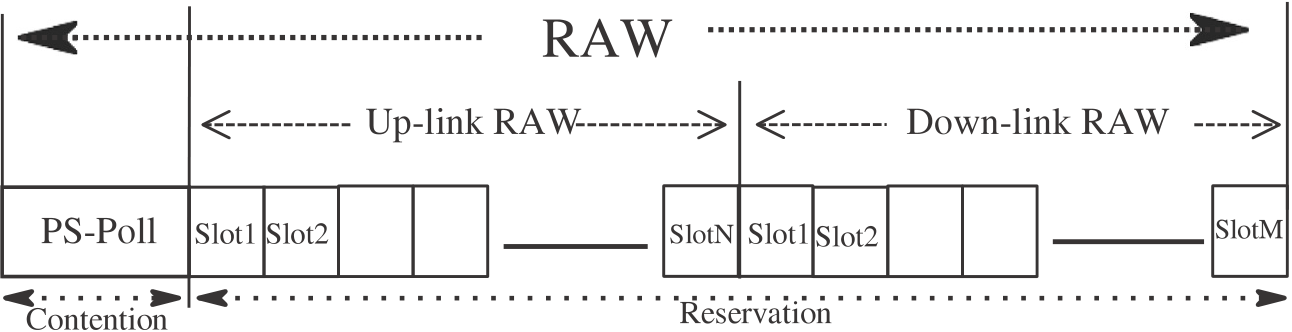 RAW
Up-link RAW
Down-link RAW
PS-Poll
Slot1
Slot2
SlotN
Slot1
Slot2
SlotM
Contention
Reservation